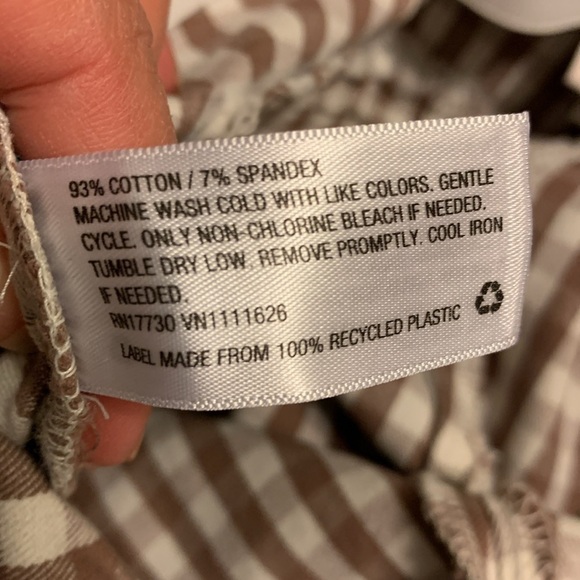 93% COTTON / 7% SPANDEX
MACHINE WASH COLD WITH LIKE COLORS. GENTLE
CYCLE. ONLY NON-CHLORINE BLEACH IF NEEDED.
TUMBLE DRY LOW. REMOVE PROMPTLY. COOL IRON
IF NEEDED.
RN17730 VN1111626
LABEL MADE FROM 100% RECYCLED PLASTIC